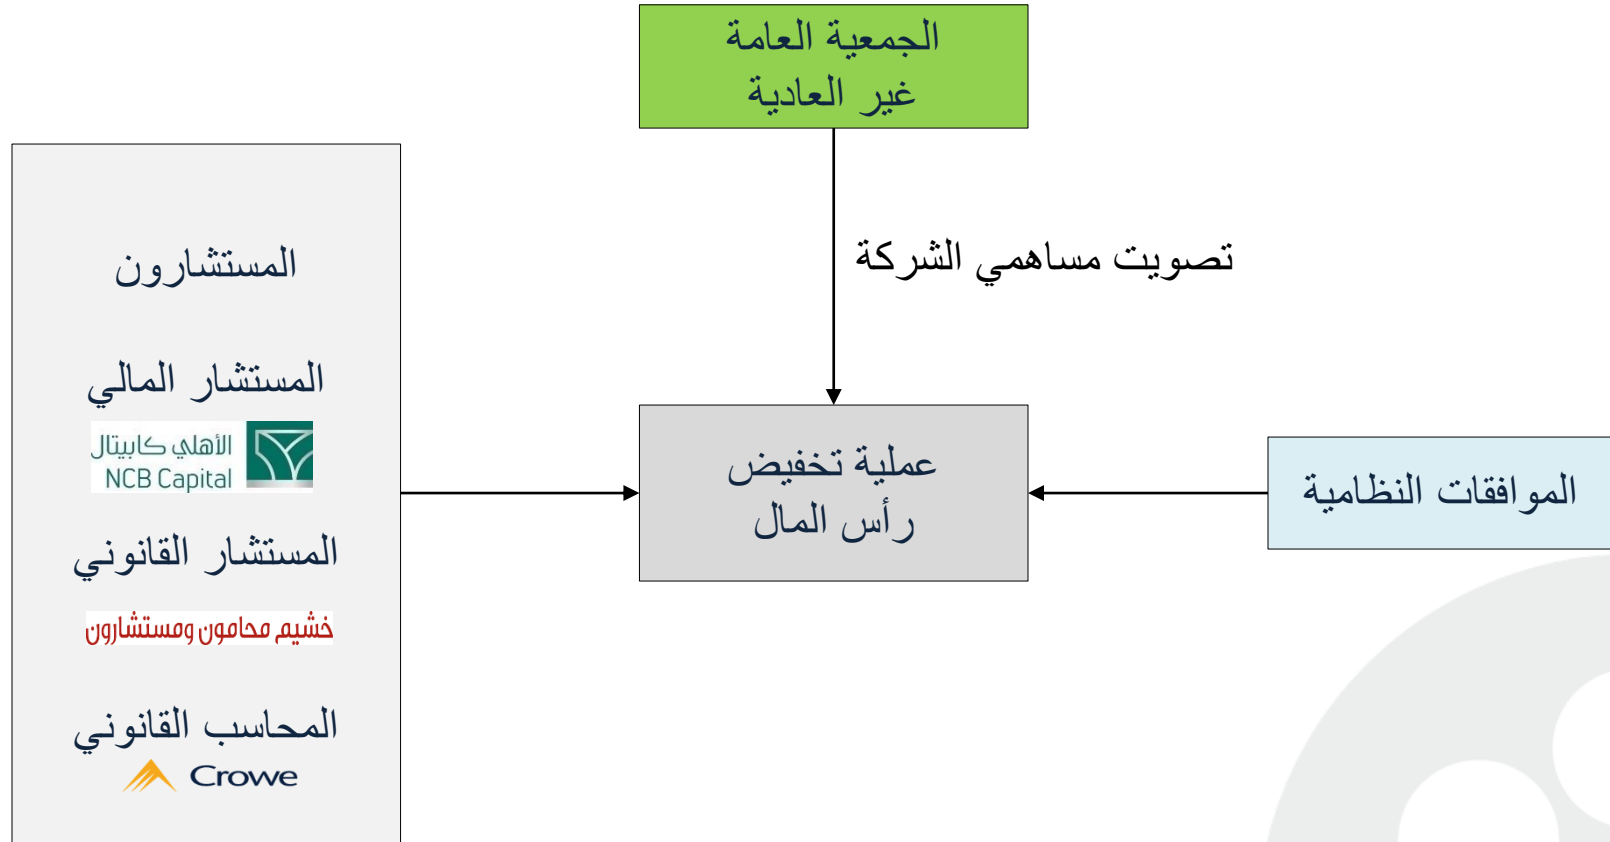 الجمعية العامة
غير العادية
تصويت مساهمي الشركة
عملية تخفيض
رأس المال
الموافقات النظامية
المستشارون
المستشار المالي
الأهلي كابيتال
NCB Capital
المستشار القانوني
خشيم محامون ومستشارون
المحاسب القانوني
Crowe